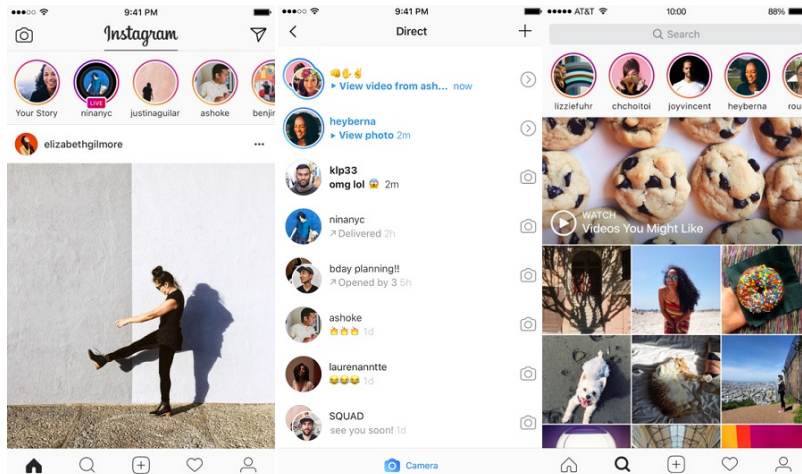 9:41 PM
Instagram
Your Story
LIVE
ninanyc
justinaguilar
ashoke
benjin
elizabethgilmore
9:41 PM
Direct
View video from ash... now
heyberna
View photo 2m
klp33
omg lol 😱 2m
ninanyc
Delivered 2h
bday planning!!
Opened by 3 5h
ashoke
👏👏👏 1d
laurenanntte
😂😂😂 1d
SQUAD
see you soon! 1d
Camera
AT&T 10:00 88%
Search
lizziefuhr
chchoitoi
joyvincent
heyberna
rou
WATCH
Videos You Might Like